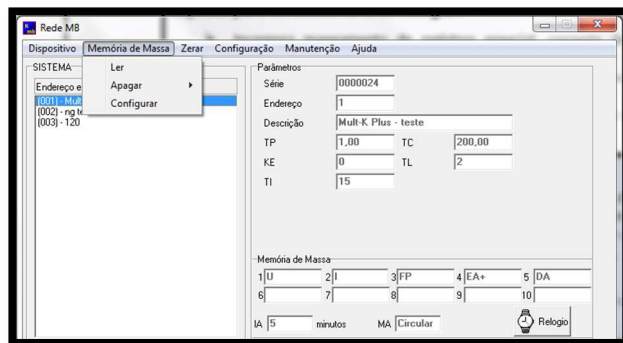 Rede MB
Dispositivo Memória de Massa Zerar Configuração Manutenção Ajuda
SISTEMA
Ler
Apagar
Configurar
Endereço e
(001) - Mult
(002) - ng te
(003) - 120
Parâmetros
Série 0000024
Endereço 1
Descrição Mult-K Plus - teste
TP 1,00 TC 200,00
KE 0 TL 2
TI 15
Memória de Massa
1 U 2 I 3 FP 4 EA+ 5 DA
6 7 8 9 10
IA 5 minutos MA Circular Relogio